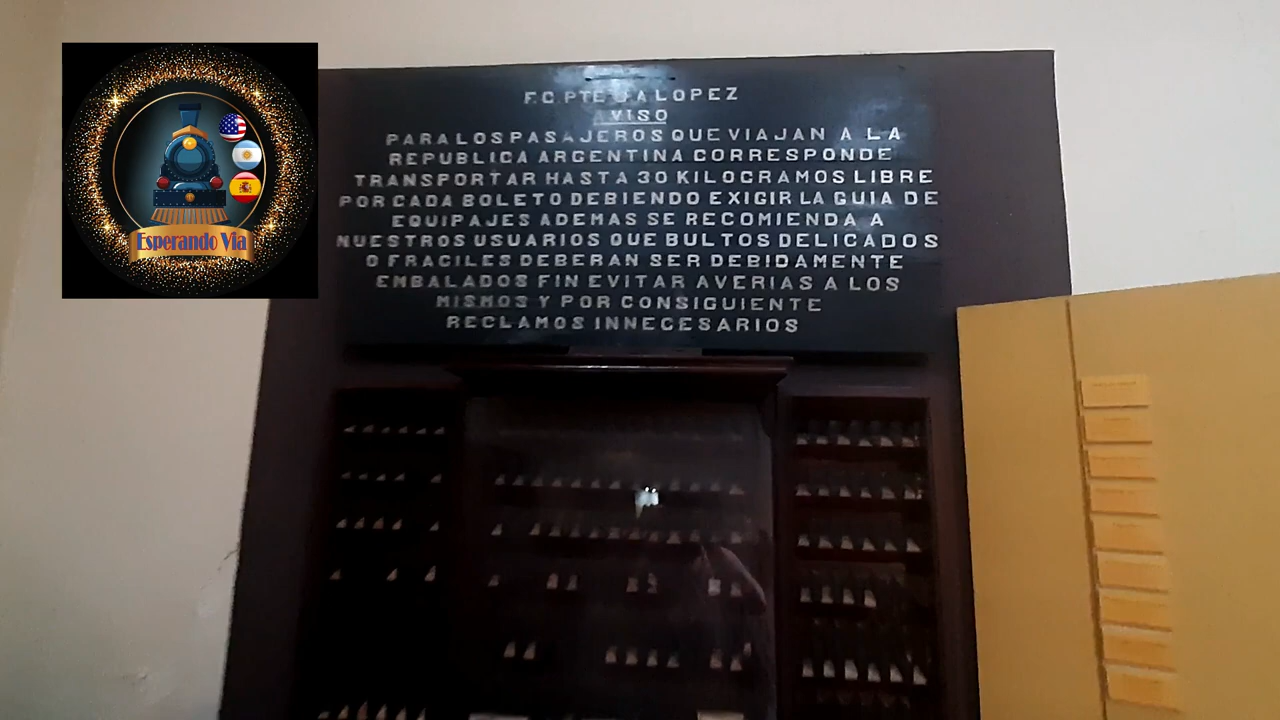 Esperando Via
F.C. PTE A LOPEZ
AVISO
PARA LOS PASAJEROS QUE VIAJAN A LA
REPUBLICA ARGENTINA CORRESPONDE
TRANSPORTAR HASTA 30 KILOGRAMOS LIBRE
POR CADA BOLETO DEBIENDO EXIGIR LA GUIA DE
EQUIPAJES ADEMAS SE RECOMIENDA A
NUESTROS USUARIOS QUE BULTOS DELICADOS
O FRAGILES DEBERAN SER DEBIDAMENTE
EMBALADOS FIN EVITAR AVERIAS A LOS
MISMOS Y POR CONSIGUIENTE
RECLAMOS INNECESARIOS